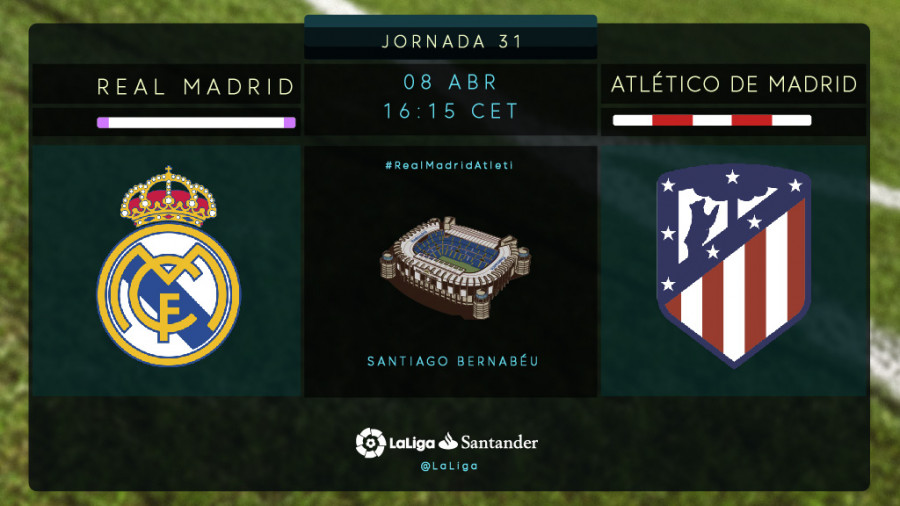 JORNADA 31
REAL MADRID
08 ABR
16:15 CET
ATLÉTICO DE MADRID
#RealMadridAtleti
SANTIAGO BERNABÉU
LaLiga Santander
@LaLiga